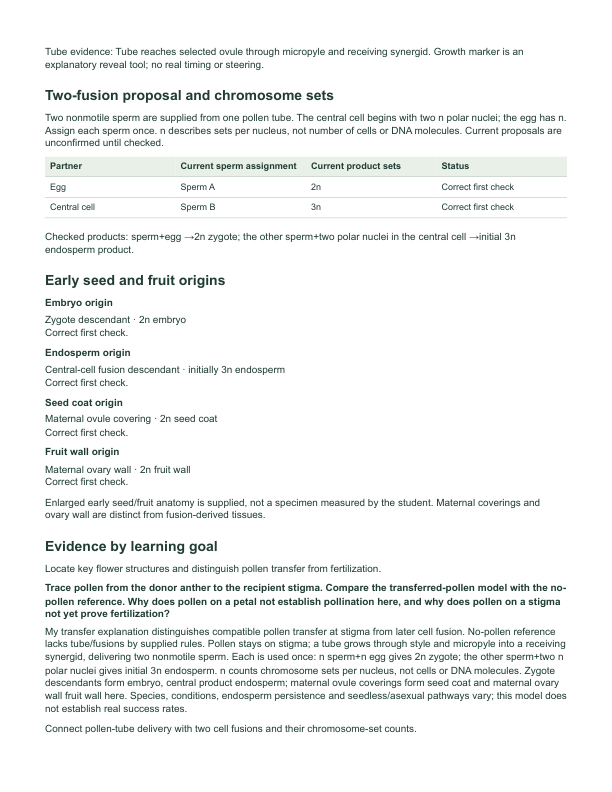 Tube evidence: Tube reaches selected ovule through micropyle and receiving synergid. Growth marker is an
explanatory reveal tool; no real timing or steering.
Two-fusion proposal and chromosome sets
Two nonmotile sperm are supplied from one pollen tube. The central cell begins with two n polar nuclei; the egg has n.
Assign each sperm once. n describes sets per nucleus, not number of cells or DNA molecules. Current proposals are
unconfirmed until checked.
Partner Current sperm assignment Current product sets Status
Egg Sperm A 2n Correct first check
Central cell Sperm B 3n Correct first check
Checked products: sperm+egg →2n zygote; the other sperm+two polar nuclei in the central cell →initial 3n
endosperm product.
Early seed and fruit origins
Embryo origin
Zygote descendant · 2n embryo
Correct first check.
Endosperm origin
Central-cell fusion descendant · initially 3n endosperm
Correct first check.
Seed coat origin
Maternal ovule covering · 2n seed coat
Correct first check.
Fruit wall origin
Maternal ovary wall · 2n fruit wall
Correct first check.
Enlarged early seed/fruit anatomy is supplied, not a specimen measured by the student. Maternal coverings and
ovary wall are distinct from fusion-derived tissues.
Evidence by learning goal
Locate key flower structures and distinguish pollen transfer from fertilization.
Trace pollen from the donor anther to the recipient stigma. Compare the transferred-pollen model with the no-
pollen reference. Why does pollen on a petal not establish pollination here, and why does pollen on a stigma
not yet prove fertilization?
My transfer explanation distinguishes compatible pollen transfer at stigma from later cell fusion. No-pollen reference
lacks tube/fusions by supplied rules. Pollen stays on stigma; a tube grows through style and micropyle into a receiving
synergid, delivering two nonmotile sperm. Each is used once: n sperm+n egg gives 2n zygote; the other sperm+two n
polar nuclei gives initial 3n endosperm. n counts chromosome sets per nucleus, not cells or DNA molecules. Zygote
descendants form embryo, central product endosperm; maternal ovule coverings form seed coat and maternal ovary
wall fruit wall here. Species, conditions, endosperm persistence and seedless/asexual pathways vary; this model does
not establish real success rates.
Connect pollen-tube delivery with two cell fusions and their chromosome-set counts.